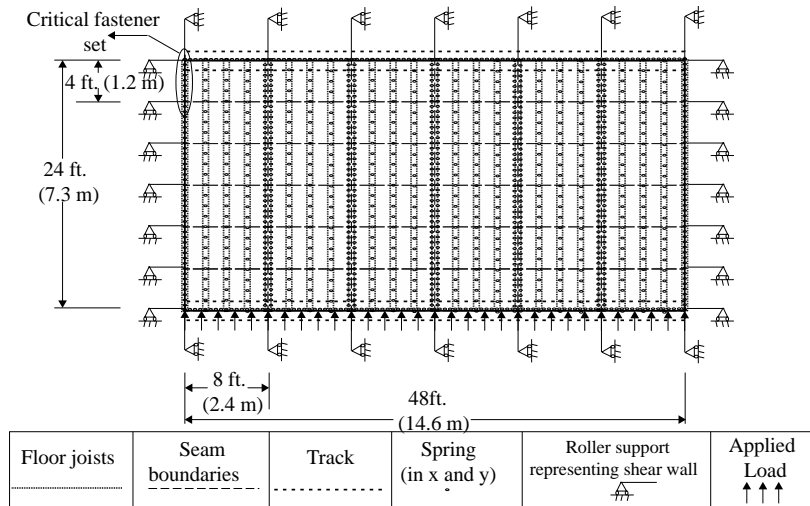 Critical fastener
set
4 ft. (1.2 m)
24 ft.
(7.3 m)
8 ft.
(2.4 m)
48ft.
(14.6 m)
Floor joists
Seam
boundaries
Track
Spring
(in x and y)
Roller support
representing shear wall
Applied
Load